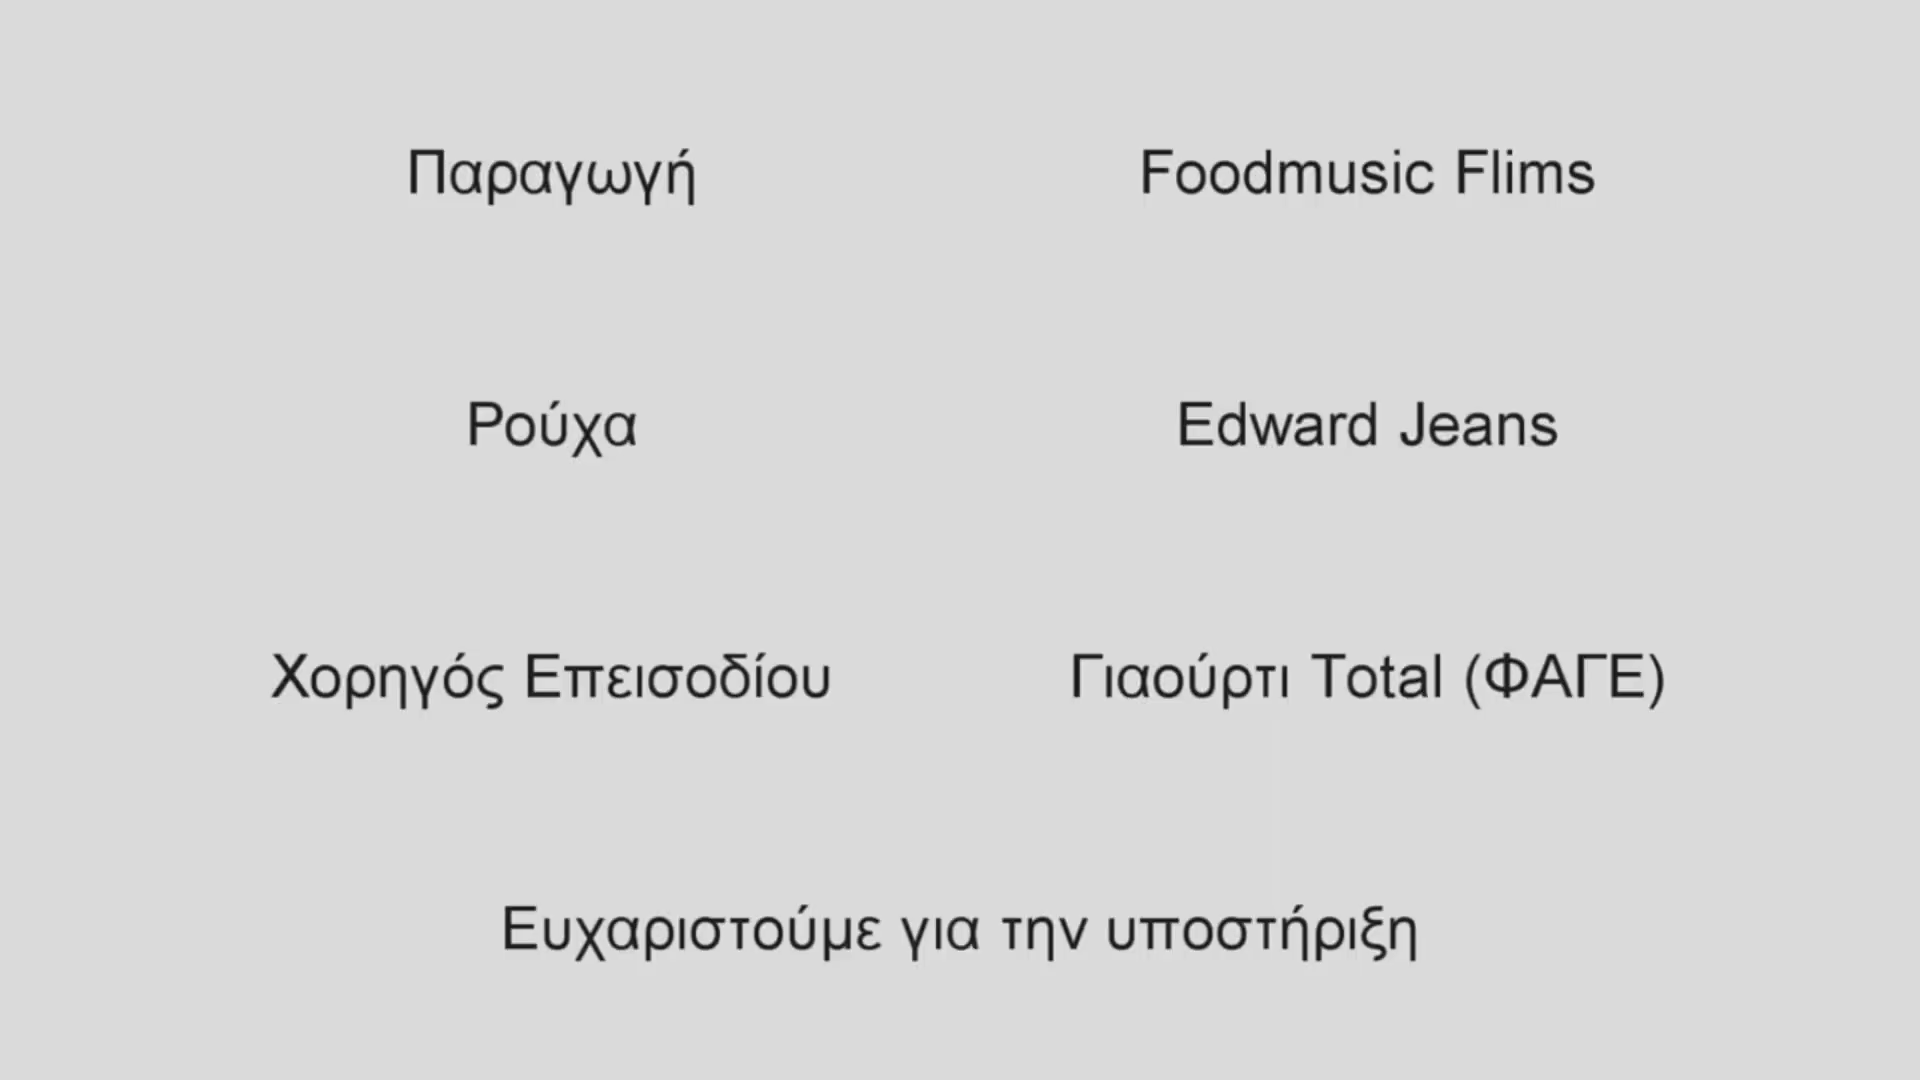 Παραγωγή Foodmusic Flims
Ρούχα Edward Jeans
Χορηγός Επεισοδίου Γιαούρτι Total (ΦΑΓΕ)
Ευχαριστούμε για την υποστήριξη